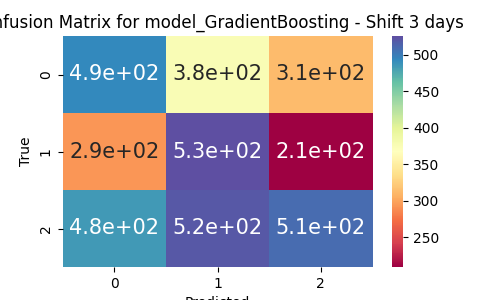 nfusion Matrix for model_GradientBoosting - Shift 3 days
0 4.9e+02 3.8e+02 3.1e+02
1 2.9e+02 5.3e+02 2.1e+02
2 4.8e+02 5.2e+02 5.1e+02
True
0 1 2
Predicted
500
450
400
350
300
250